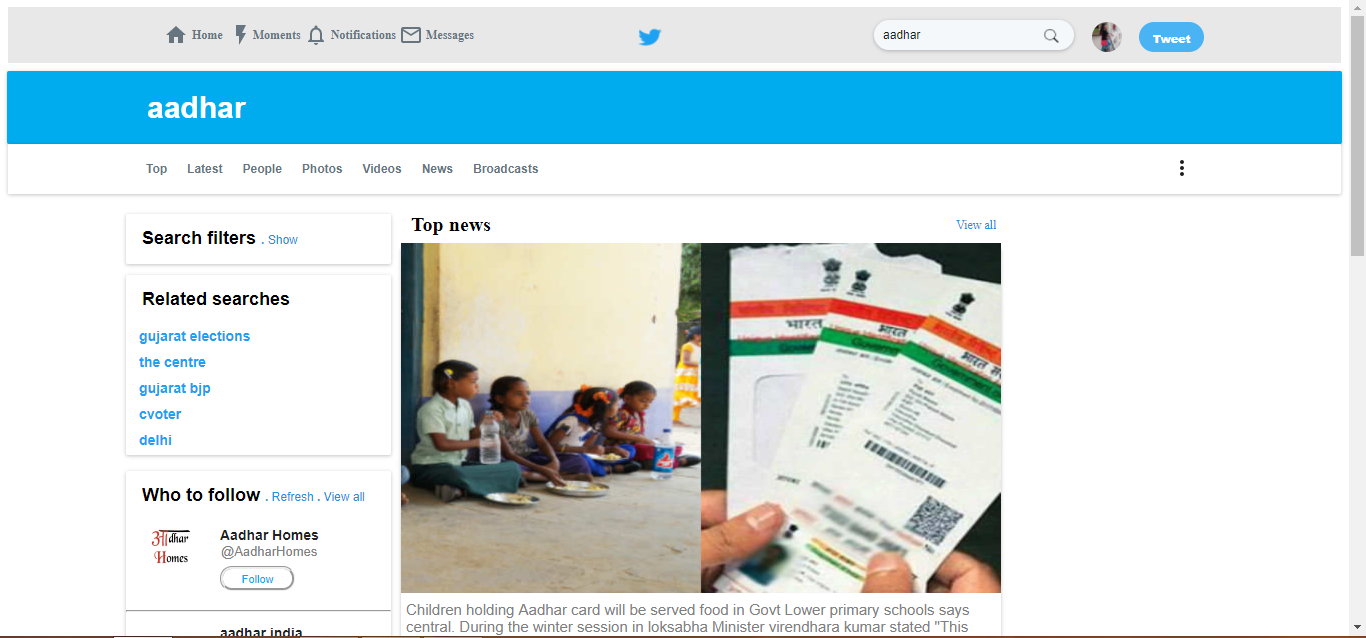 Home Moments Notifications Messages
aadhar
Tweet
aadhar
Top Latest People Photos Videos News Broadcasts
Search filters . Show
Related searches
gujarat elections
the centre
gujarat bjp
cvoter
delhi
Who to follow . Refresh . View all
आdhar
Homes
Aadhar Homes
@AadharHomes
Follow
aadhar india
Top news
View all
भारत
भारत
Children holding Aadhar card will be served food in Govt Lower primary schools says
central. During the winter session in loksabha Minister virendhara kumar stated "This